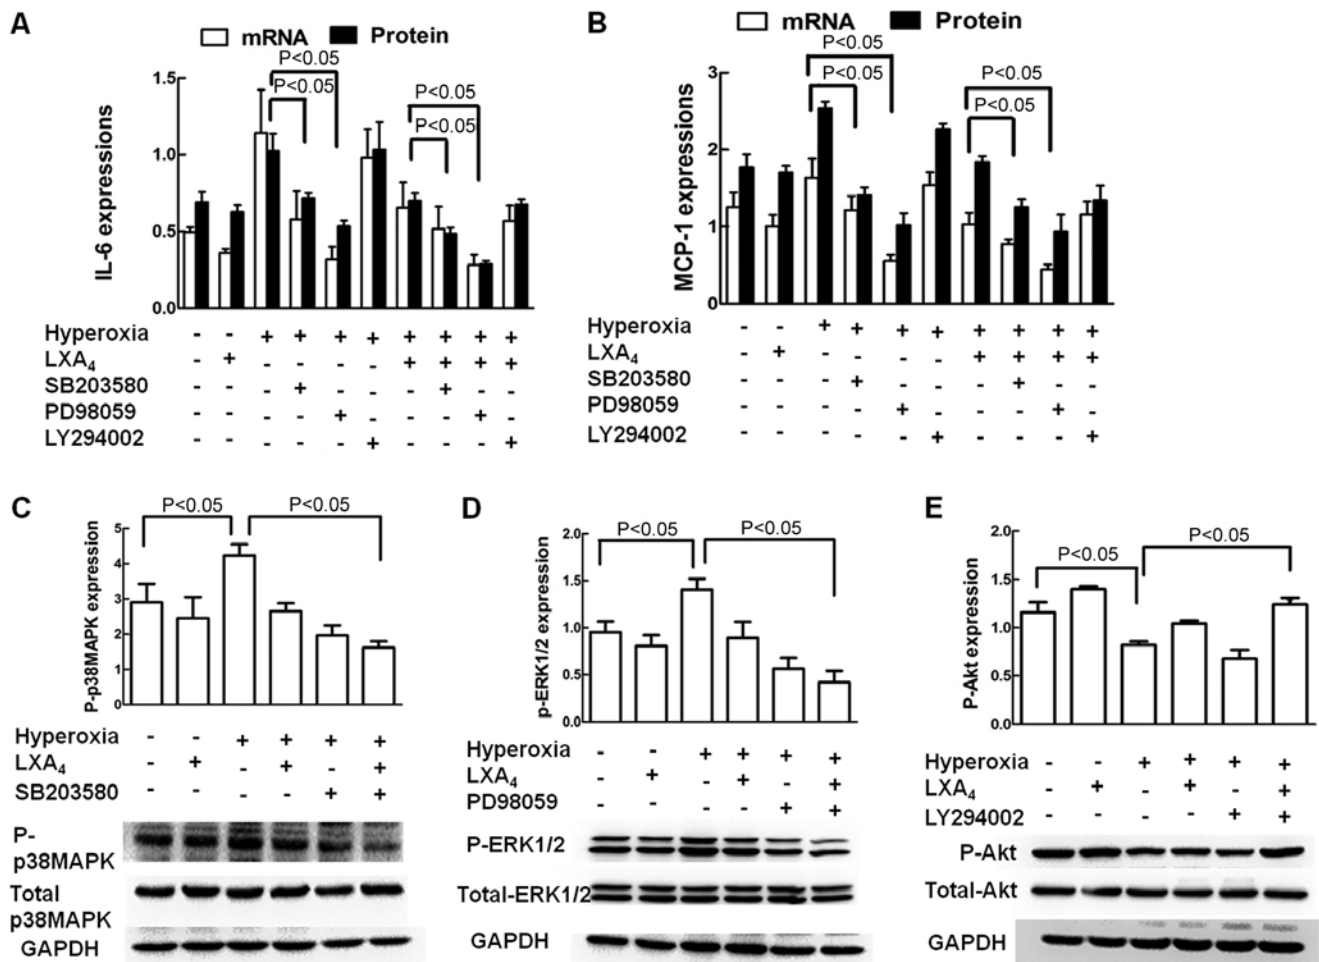 A
mRNA Protein
P<0.05
P<0.05
P<0.05
P<0.05
IL-6 expressions
1.5
1.0
0.5
0.0
Hyperoxia - - + + + + + + + +
LXA4 - + - - - - + + + +
SB203580 - - - + - - - + - -
PD98059 - - - - + - - - + -
LY294002 - - - - - + - - - +
B
mRNA Protein
P<0.05
P<0.05
P<0.05
P<0.05
MCP-1 expressions
3
2
1
0
Hyperoxia - - + + + + + + + +
LXA4 - + - - - - + + + +
SB203580 - - - + - - - + - -
PD98059 - - - - + - - - + -
LY294002 - - - - - + - - - +
C
P<0.05
P<0.05
P-p38MAPK expression
5
4
3
2
1
0
Hyperoxia - - + + + +
LXA4 - + - + - +
SB203580 - - - - + +
P-
p38MAPK
Total
p38MAPK
GAPDH
D
P<0.05
P<0.05
p-ERK1/2 expression
2.0
1.5
1.0
0.5
0.0
Hyperoxia - - + + + +
LXA4 - + - + - +
PD98059 - - - - + +
P-ERK1/2
Total-ERK1/2
GAPDH
E
P<0.05
P<0.05
P-Akt expression
2.0
1.5
1.0
0.5
0.0
Hyperoxia - - + + + +
LXA4 - + - + - +
LY294002 - - - - + +
P-Akt
Total-Akt
GAPDH